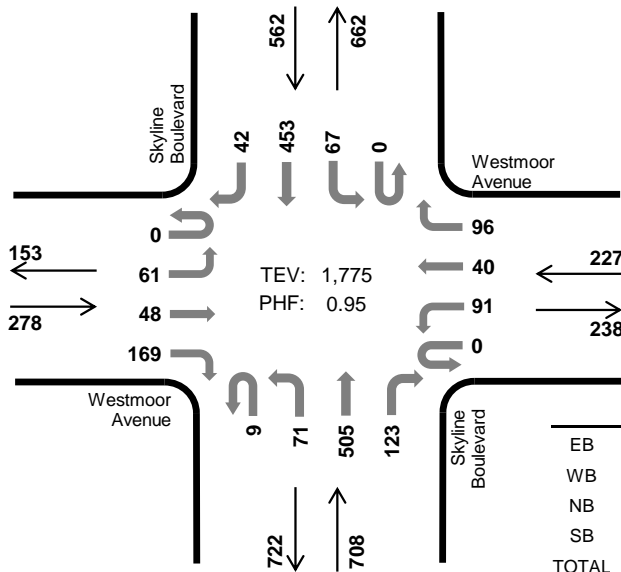 562
662
Skyline
Boulevard
42
453
67
0
Westmoor
Avenue
0
96
153
61
40
227
TEV: 1,775
PHF: 0.95
278
48
91
238
169
0
Westmoor
Avenue
9
71
505
123
Skyline
Boulevard
722
708
EB
WB
NB
SB
TOTAL